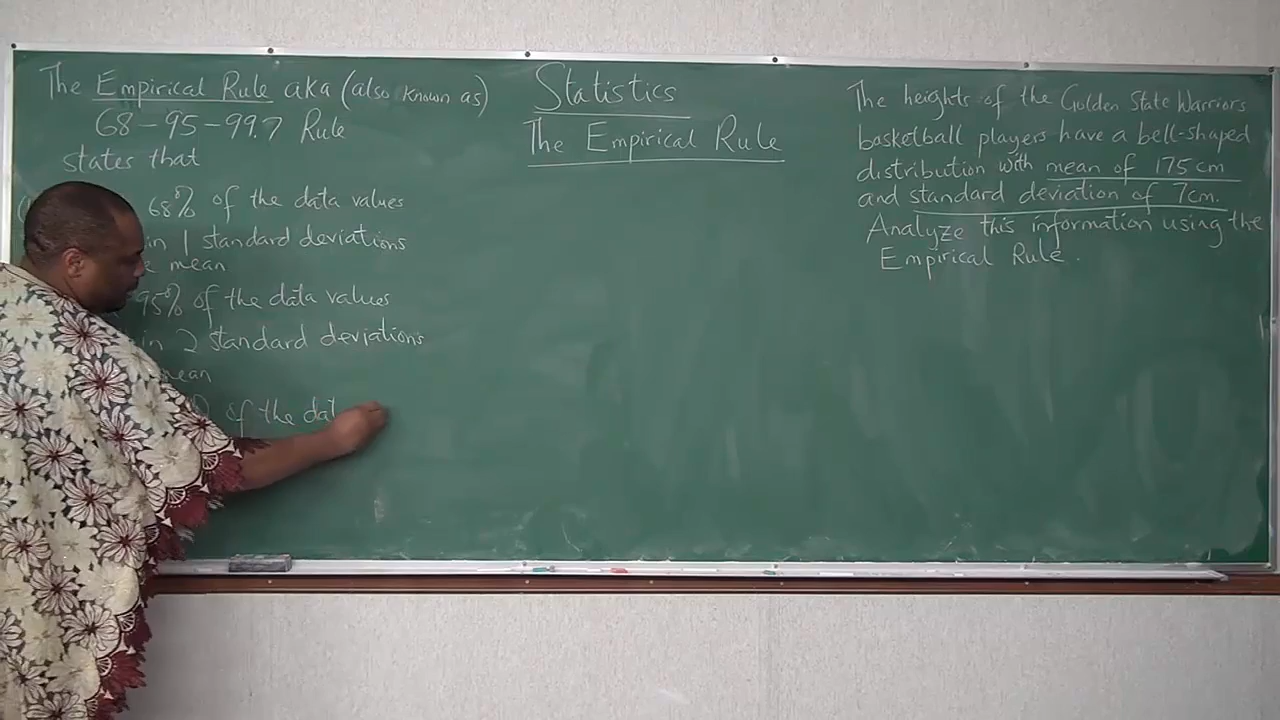 The Empirical Rule aka (also known as)
68-95-99.7 Rule
states that
68% of the data values
in 1 standard deviations
mean
95% of the data values
in 2 standard deviations
mean
of the dat
Statistics
The Empirical Rule
The heights of the Golden State Warriors
basketball players have a bell-shaped
distribution with mean of 175 cm
and standard deviation of 7cm.
Analyze this information using the
Empirical Rule.